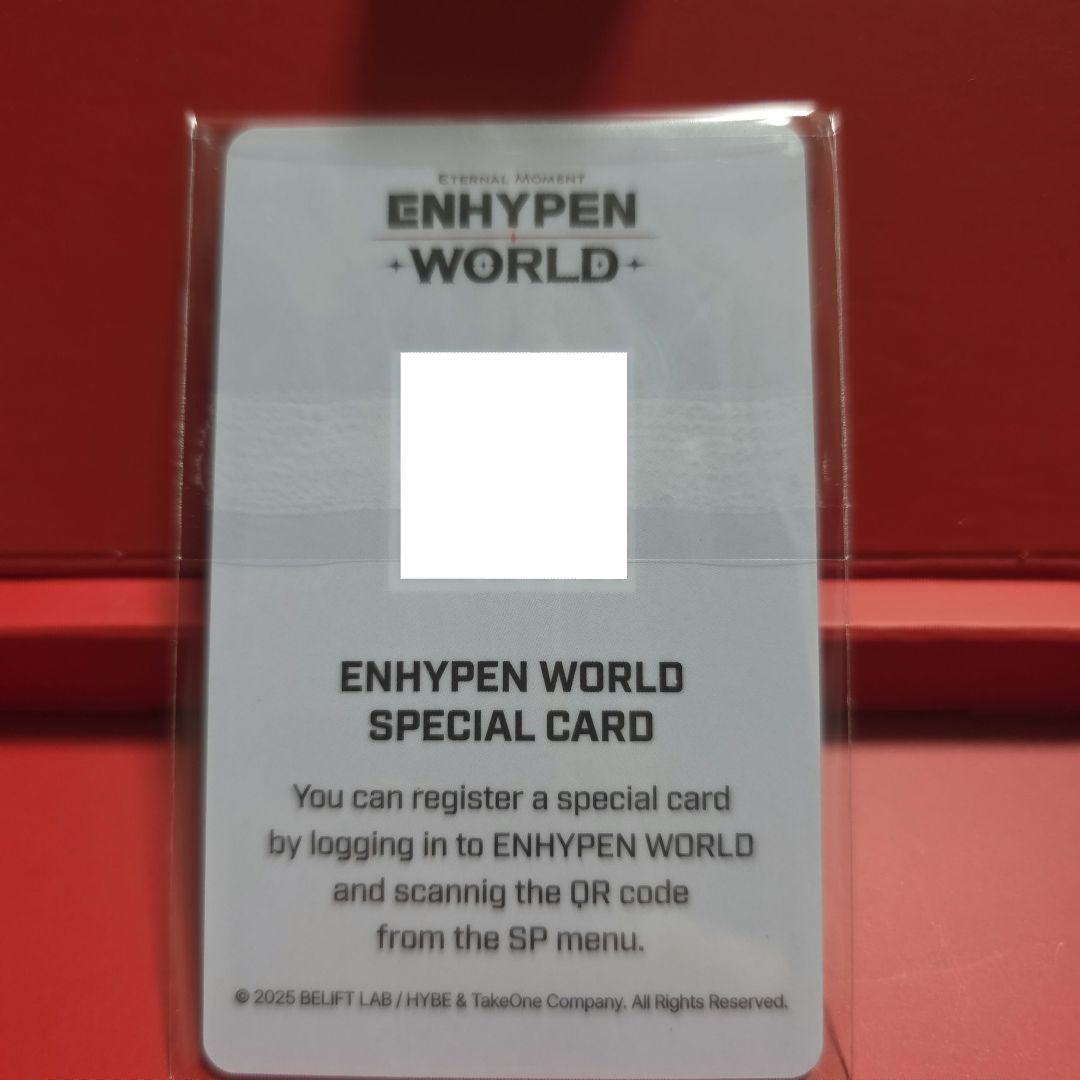 ETERNAL MOMENT
ENHYPEN
WORLD
ENHYPEN WORLD
SPECIAL CARD
You can register a special card
by logging in to ENHYPEN WORLD
and scannig the QR code
from the SP menu.
© 2025 BELIFT LAB / HYBE & TakeOne Company. All Rights Reserved.